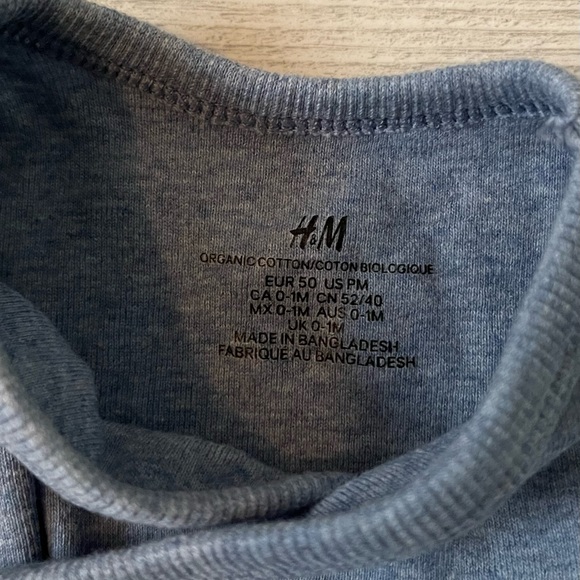 H&M
ORGANIC COTTON/COTON BIOLOGIQUE
EUR 50 US PM
CA 0-1M CN 52/40
MX 0-1M AUS 0-1M
UK 0-1M
MADE IN BANGLADESH
FABRIQUE AU BANGLADESH